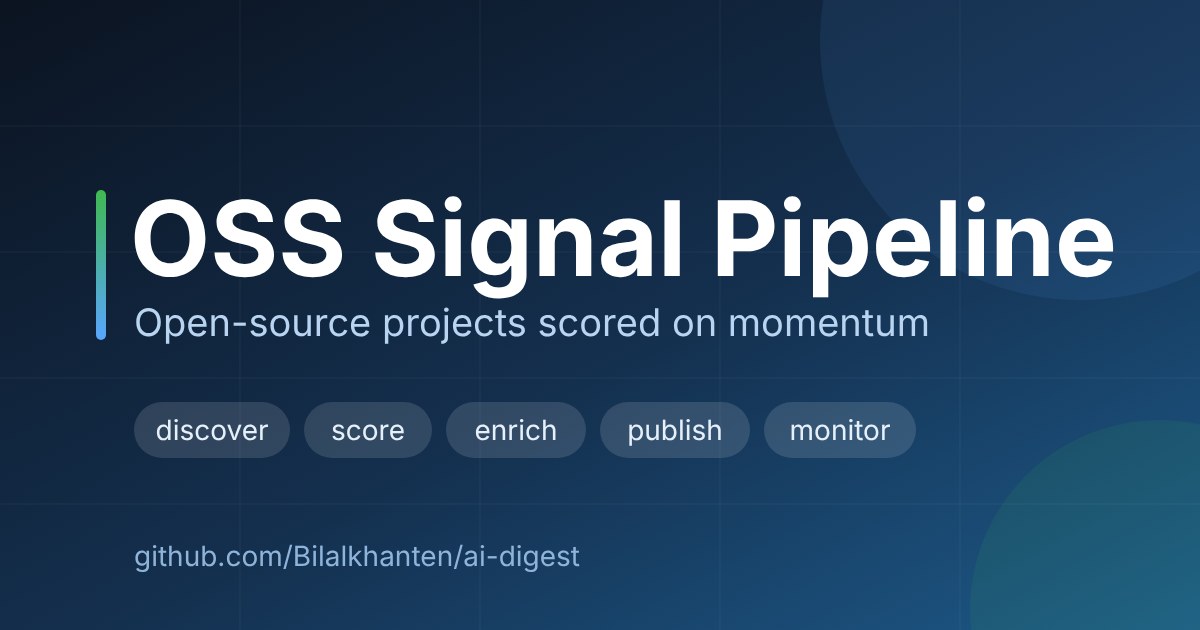 OSS Signal Pipeline
Open-source projects scored on momentum
discover score enrich publish monitor
github.com/Bilalkhanten/ai-digest